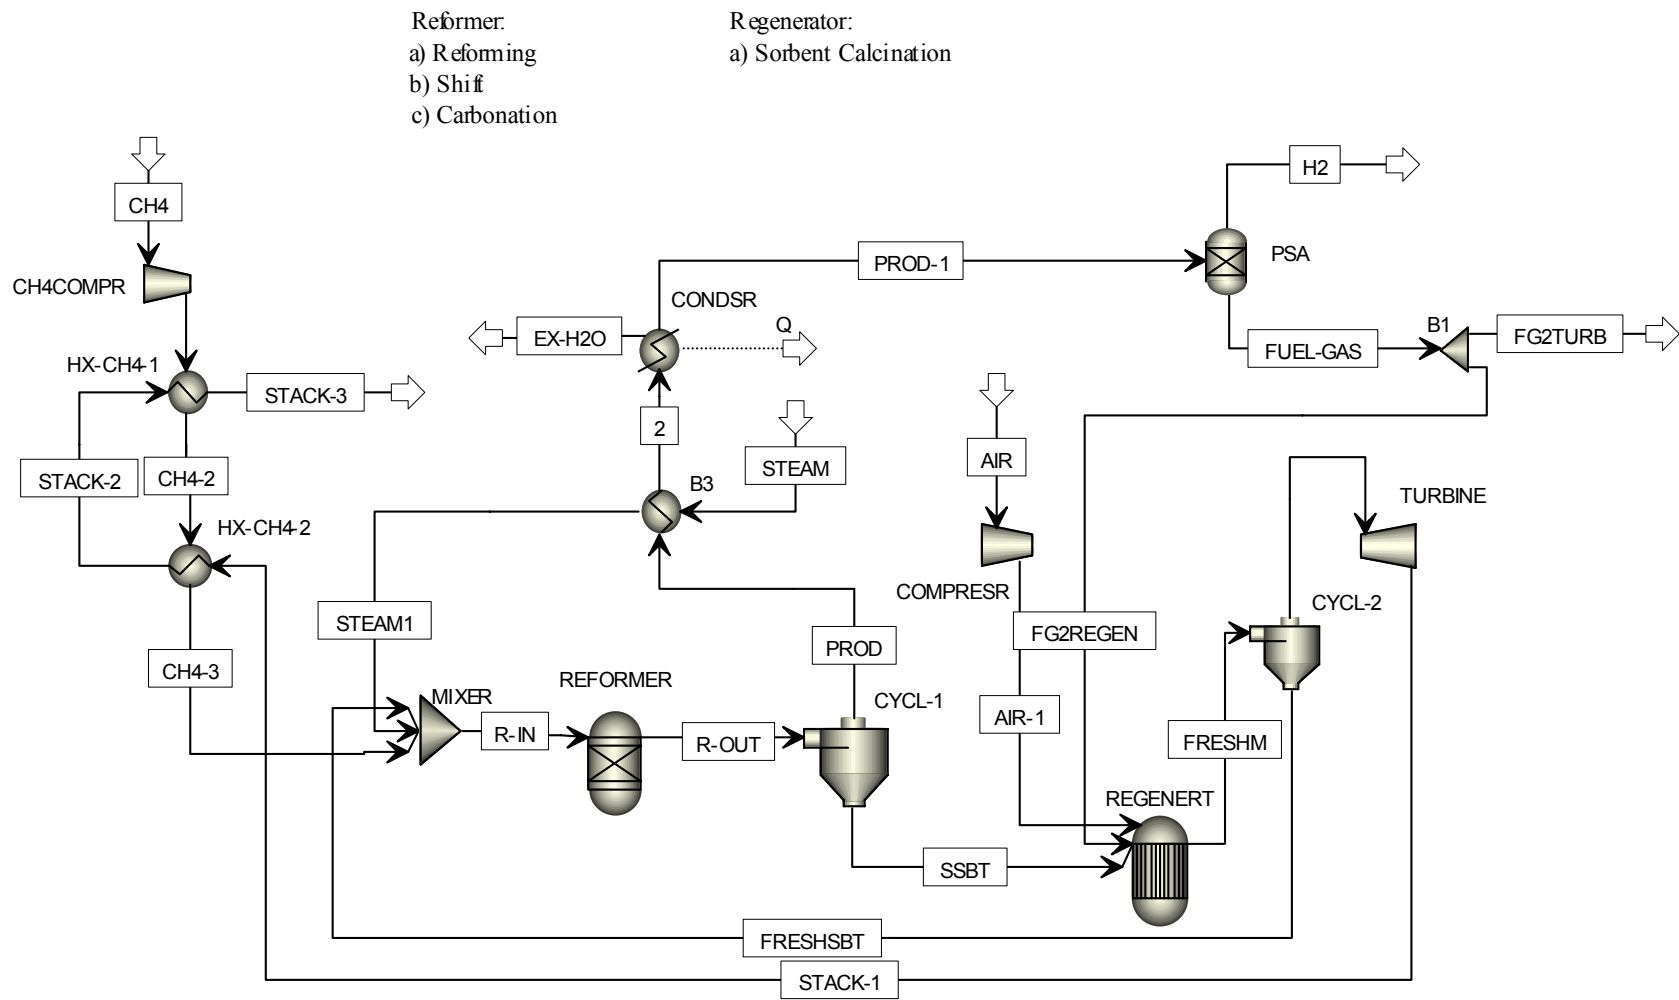 Reformer:
a) Reforming
b) Shift
c) Carbonation
Regenerator:
a) Sorbent Calcination
CH4
CH4COMPR
HX-CH4-1
STACK-3
STACK-2
CH4-2
HX-CH4-2
CH4-3
H2
PSA
PROD-1
CONDSR
EX-H2O
Q
FUEL-GAS
B1
FG2TURB
2
STEAM
B3
AIR
TURBINE
COMPRESR
CYCL-2
STEAM1
FG2REGEN
PROD
REFORMER
MIXER
CYCL-1
AIR-1
R-IN
R-OUT
FRESHM
REGENERT
SSBT
FRESHSBT
STACK-1